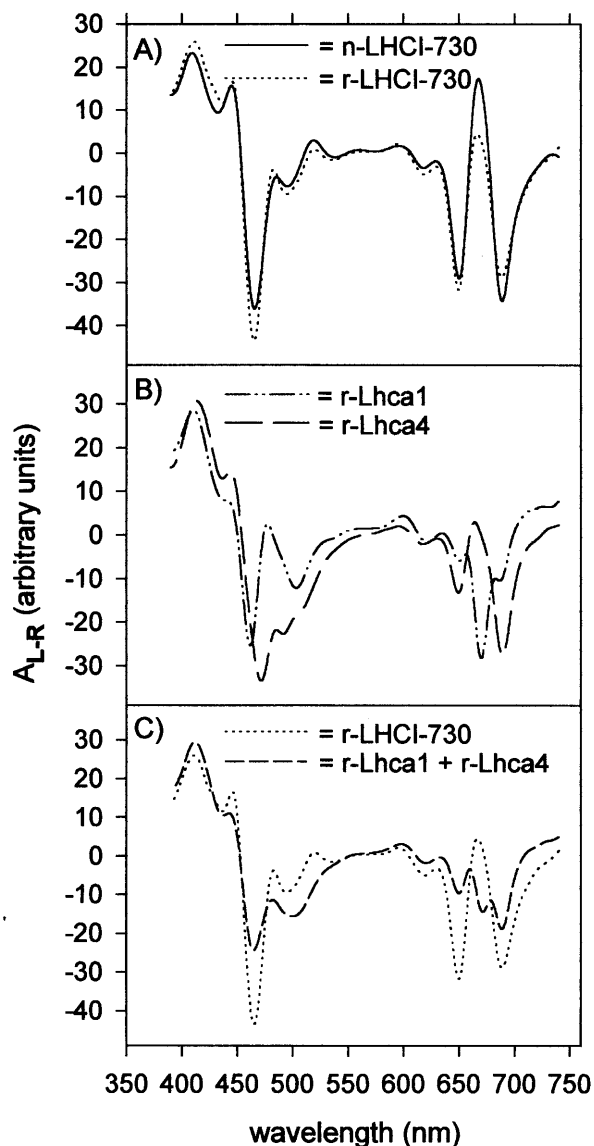 A)
= n-LHCI-730
= r-LHCI-730
30
20
10
0
-10
-20
-30
-40
B)
= r-Lhca1
= r-Lhca4
30
20
10
0
-10
-20
-30
A_L-R (arbitrary units)
C)
= r-LHCI-730
= r-Lhca1 + r-Lhca4
30
20
10
0
-10
-20
-30
-40
350 400 450 500 550 600 650 700 750
wavelength (nm)